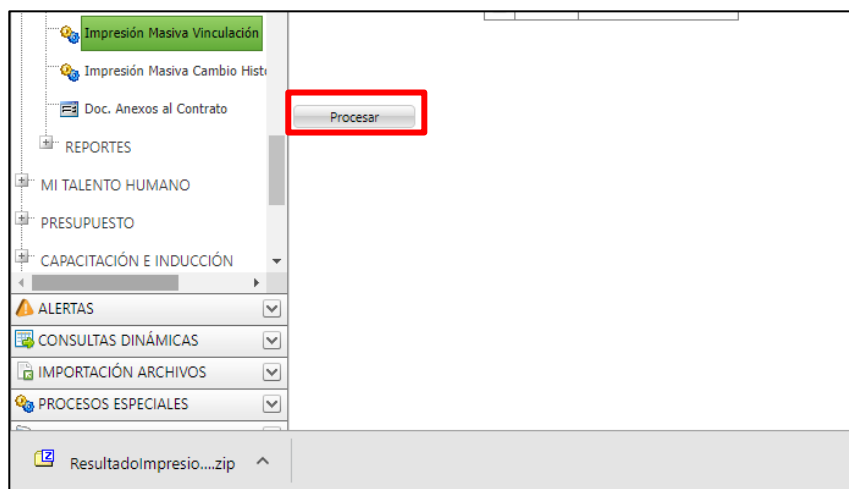 Impresión Masiva Vinculación
Impresión Masiva Cambio Histo
Doc. Anexos al Contrato
Procesar
REPORTES
MI TALENTO HUMANO
PRESUPUESTO
CAPACITACIÓN E INDUCCIÓN
ALERTAS
CONSULTAS DINÁMICAS
IMPORTACIÓN ARCHIVOS
PROCESOS ESPECIALES
ResultadoImpresio....zip